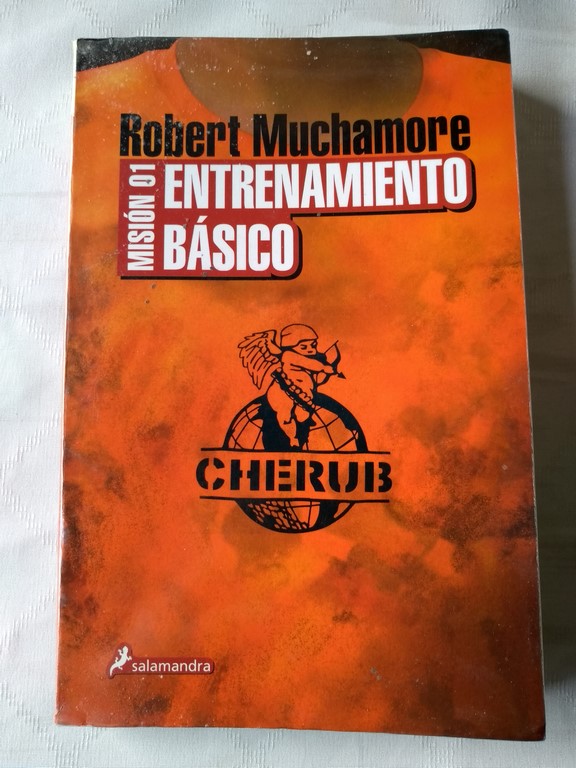 Robert Muchamore
MISIÓN 01
ENTRENAMIENTO
BÁSICO
CHERUB
salamandra